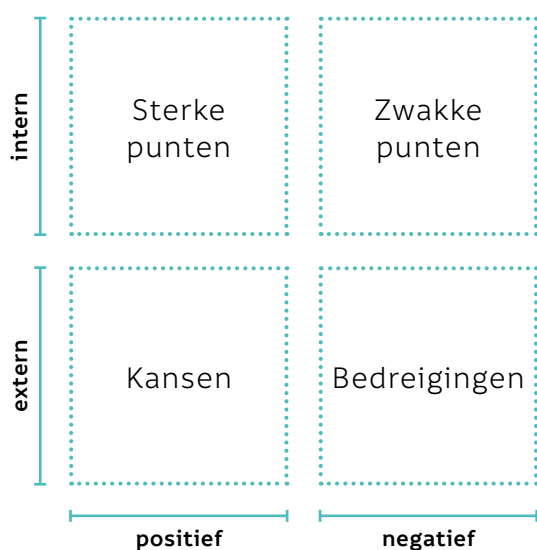 intern
Sterke
punten
Zwakke
punten
extern
Kansen
Bedreigingen
positief
negatief